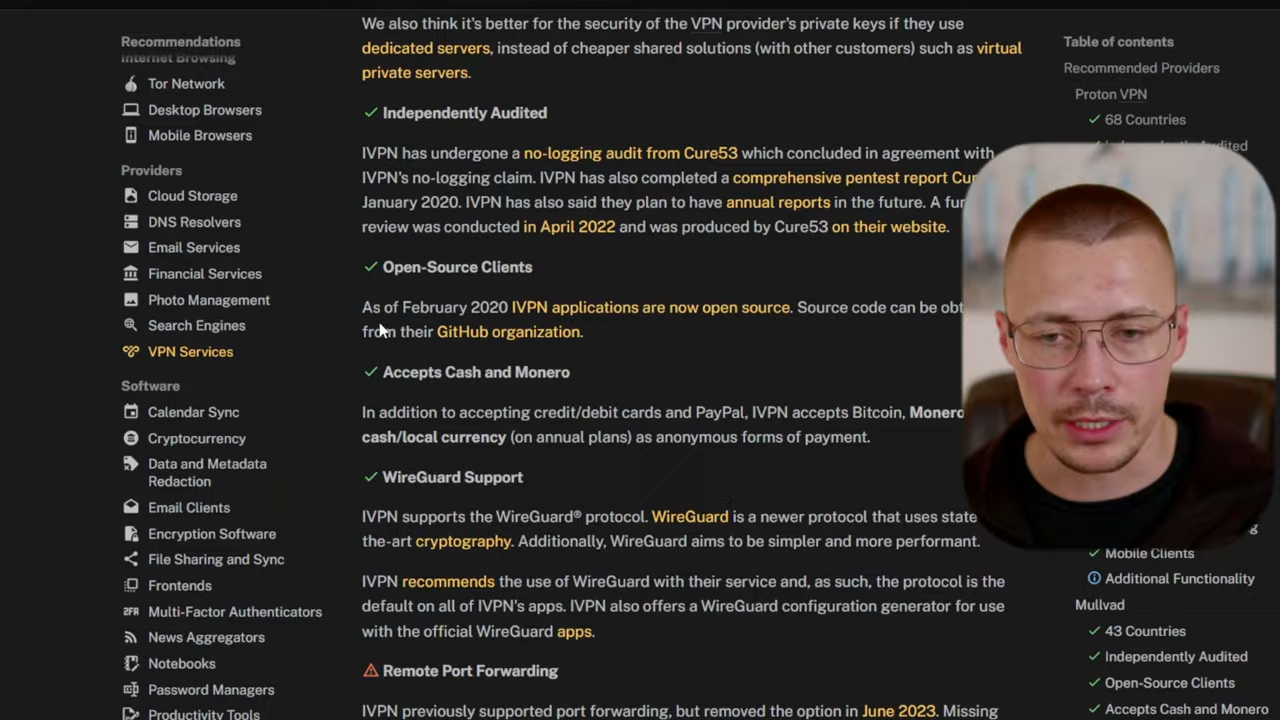 Recommendations
Internet Browsing
Tor Network
Desktop Browsers
Mobile Browsers
Providers
Cloud Storage
DNS Resolvers
Email Services
Financial Services
Photo Management
Search Engines
VPN Services
Software
Calendar Sync
Cryptocurrency
Data and Metadata
Redaction
Email Clients
Encryption Software
File Sharing and Sync
Frontends
Multi-Factor Authenticators
News Aggregators
Notebooks
Password Managers
Productivity Tools
We also think it's better for the security of the VPN provider's private keys if they use
dedicated servers, instead of cheaper shared solutions (with other customers) such as virtual
private servers.
Independently Audited
IVPN has undergone a no-logging audit from Cure53 which concluded in agreement with
IVPN's no-logging claim. IVPN has also completed a comprehensive pentest report Cur
January 2020. IVPN has also said they plan to have annual reports in the future. A fur
review was conducted in April 2022 and was produced by Cure53 on their website.
Open-Source Clients
As of February 2020 IVPN applications are now open source. Source code can be obt
from their GitHub organization.
Accepts Cash and Monero
In addition to accepting credit/debit cards and PayPal, IVPN accepts Bitcoin, Monero
cash/local currency (on annual plans) as anonymous forms of payment.
WireGuard Support
IVPN supports the WireGuard® protocol. WireGuard is a newer protocol that uses state
the-art cryptography. Additionally, WireGuard aims to be simpler and more performant.
IVPN recommends the use of WireGuard with their service and, as such, the protocol is the
default on all of IVPN's apps. IVPN also offers a WireGuard configuration generator for use
with the official WireGuard apps.
Remote Port Forwarding
IVPN previously supported port forwarding, but removed the option in June 2023. Missing
Table of contents
Recommended Providers
Proton VPN
68 Countries
Mobile Clients
Additional Functionality
Mullvad
43 Countries
Independently Audited
Open-Source Clients
Accepts Cash and Monero